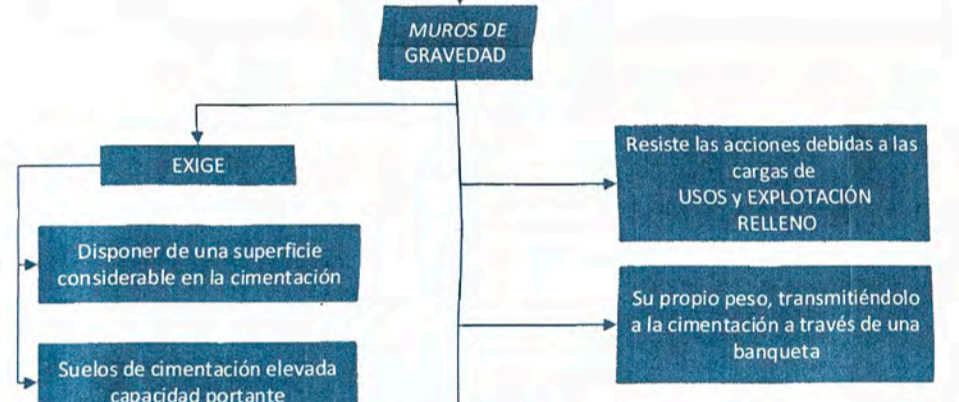 MUROS DE
GRAVEDAD
EXIGE
Disponer de una superficie
considerable en la cimentación
Suelos de cimentación elevada
capacidad portante
Resiste las acciones debidas a las
cargas de
USOS y EXPLOTACIÓN
RELLENO
Su propio peso, transmitiéndolo
a la cimentación a través de una
banqueta